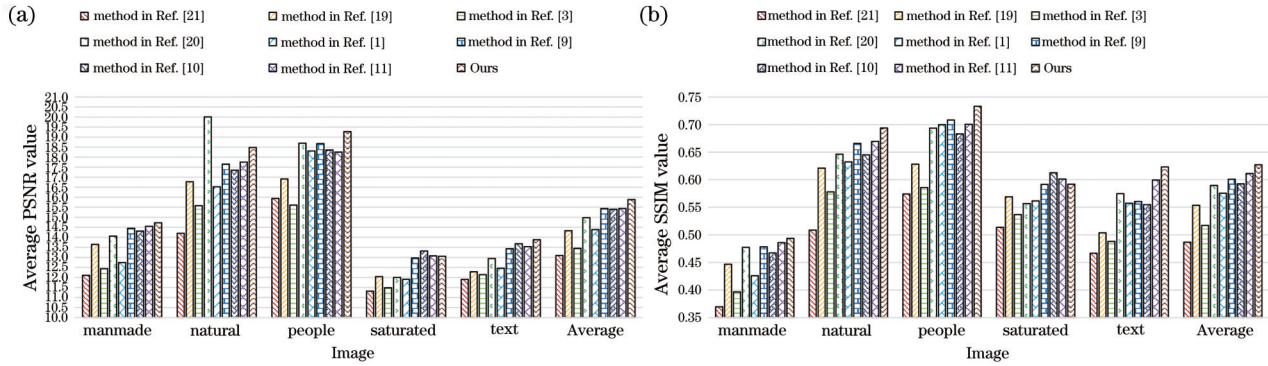 (a)
method in Ref. [21] method in Ref. [19] method in Ref. [3]
method in Ref. [20] method in Ref. [1] method in Ref. [9]
method in Ref. [10] method in Ref. [11] Ours
Average PSNR value
21.0
20.5
20.0
19.5
19.0
18.5
18.0
17.5
17.0
16.5
16.0
15.5
15.0
14.5
14.0
13.5
13.0
12.5
12.0
11.5
11.0
10.5
10.0
manmade natural people saturated text Average
Image
(b)
method in Ref. [21] method in Ref. [19] method in Ref. [3]
method in Ref. [20] method in Ref. [1] method in Ref. [9]
method in Ref. [10] method in Ref. [11] Ours
Average SSIM value
0.75
0.70
0.65
0.60
0.55
0.50
0.45
0.40
0.35
manmade natural people saturated text Average
Image